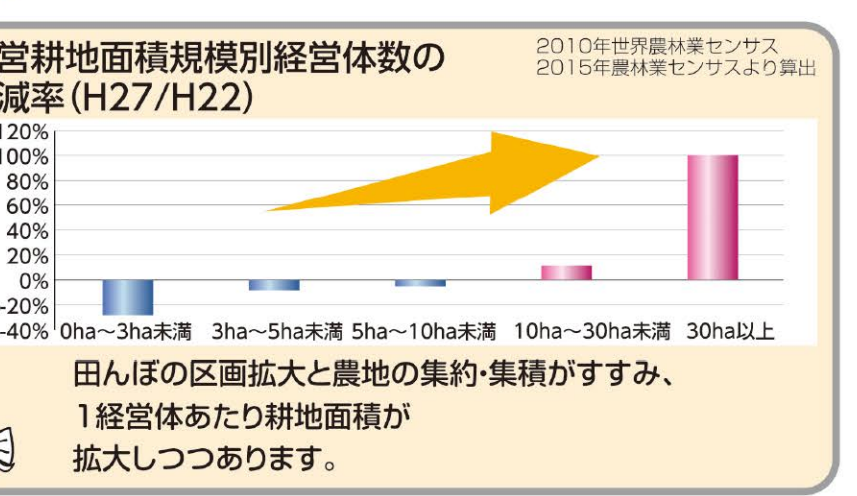 営耕地面積規模別経営体数の
減率(H27/H22)
2010年世界農林業センサス
2015年農林業センサスより算出
120%
100%
80%
60%
40%
20%
0%
-20%
-40%
0ha～3ha未満 3ha～5ha未満 5ha～10ha未満 10ha～30ha未満 30ha以上
田んぼの区画拡大と農地の集約・集積がすすみ、
1経営体あたり耕地面積が
拡大しつつあります。